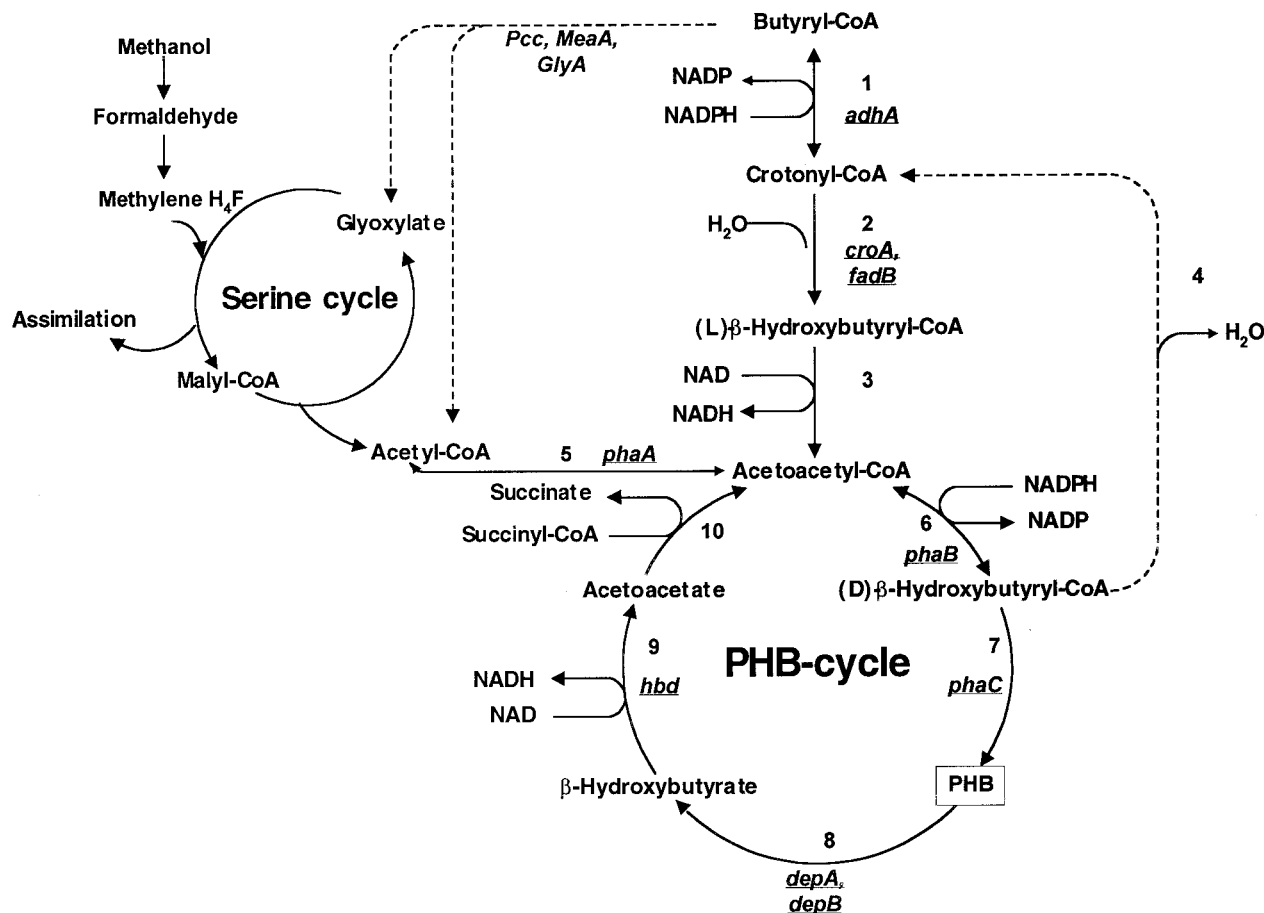 Butyryl-CoA
Pcc, MeaA,
GlyA
Methanol
NADP
1
NADPH
adhA
Formaldehyde
Crotonyl-CoA
Methylene H4F
Glyoxylate
H2O
2
croA,
fadB
4
Serine cycle
Assimilation
(L)-β-Hydroxybutyryl-CoA
H2O
Malyl-CoA
NAD
3
NADH
Acetyl-CoA
5 phaA
Acetoacetyl-CoA
Succinate
NADPH
Succinyl-CoA
10
6
NADP
phaB
Acetoacetate
(D)-β-Hydroxybutyryl-CoA
9
PHB-cycle
7
NADH
hbd
phaC
NAD
β-Hydroxybutyrate
PHB
8
depA,
depB